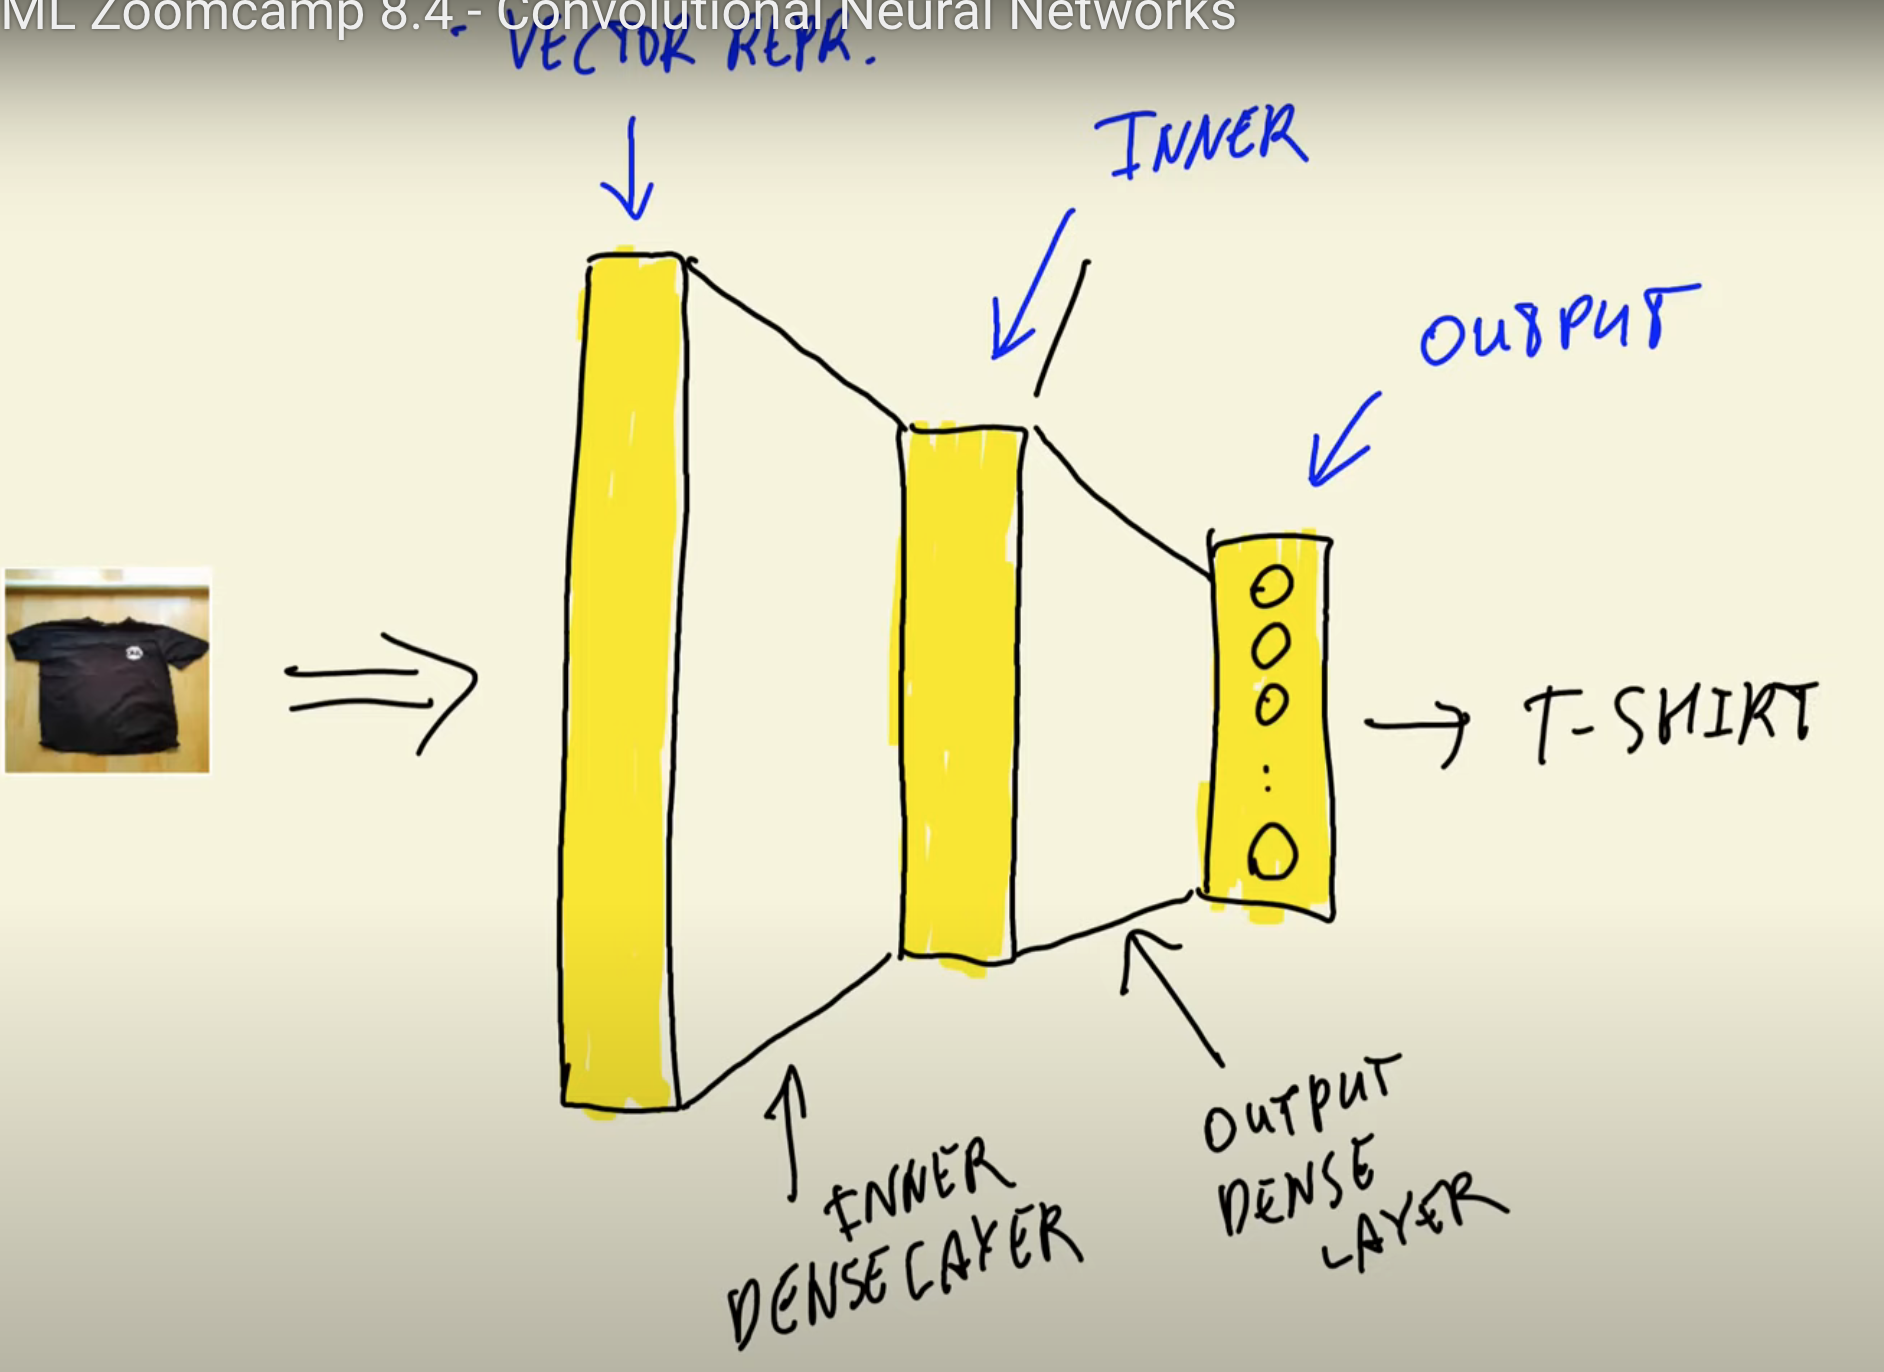 ML Zoomcamp 8.4 - Convolutional Neural Networks
- VECTOR REPR.
INNER
OUTPUT
T-SHIRT
INNER
DENSE LAYER
OUTPUT
DENSE
LAYER